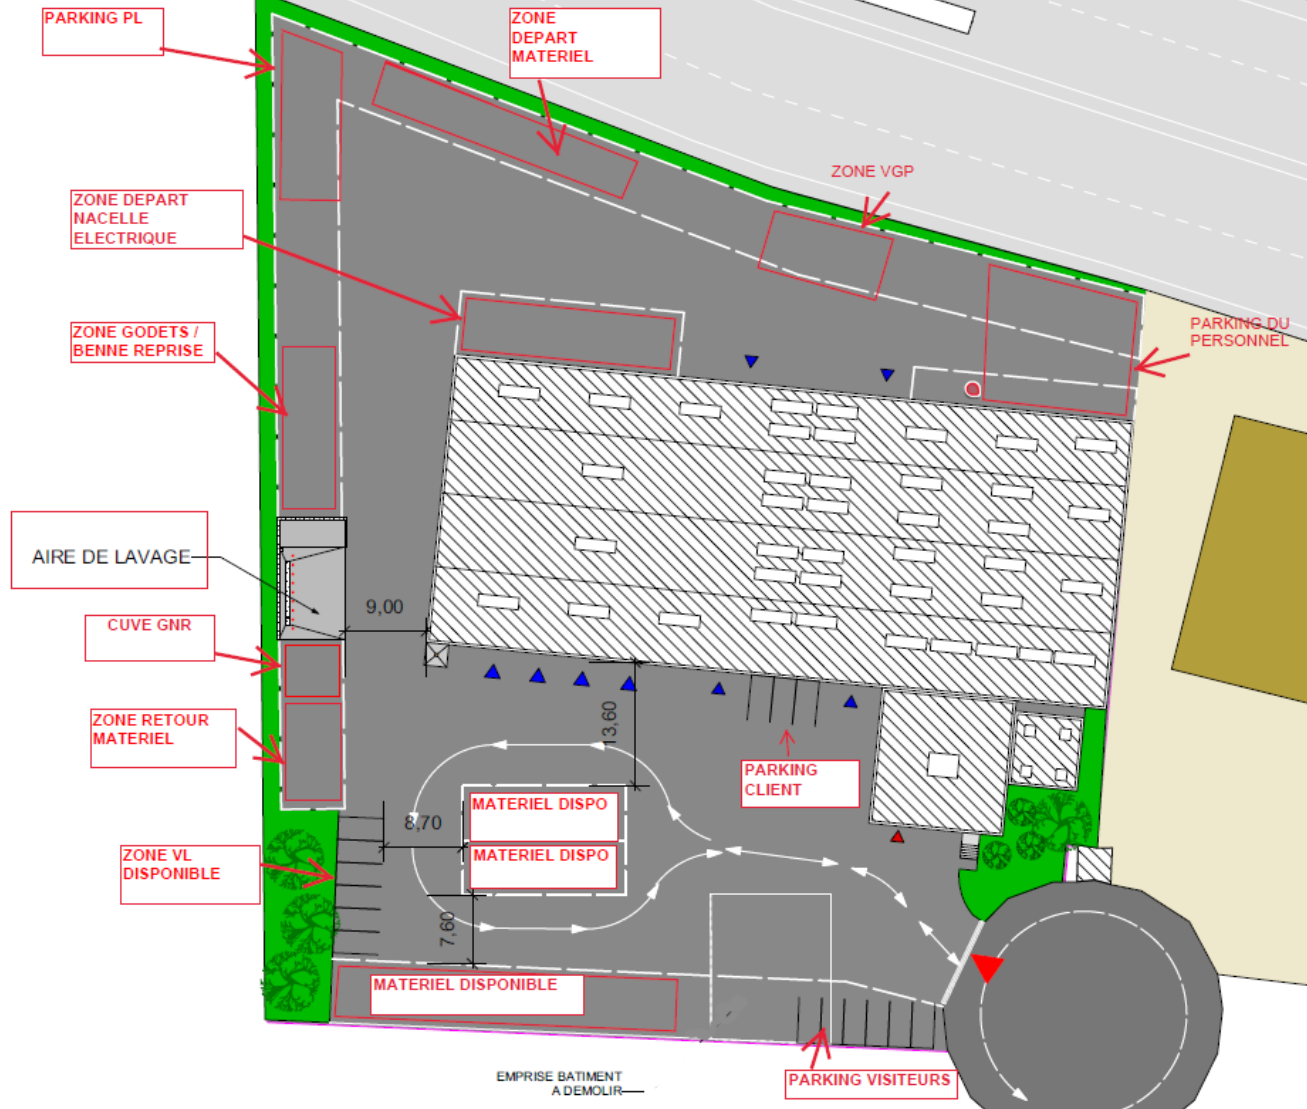 PARKING PL
ZONE
DEPART
MATERIEL
ZONE VGP
ZONE DEPART
NACELLE
ELECTRIQUE
PARKING DU
PERSONNEL
ZONE GODETS /
BENNE REPRISE
AIRE DE LAVAGE
9,00
CUVE GNR
ZONE RETOUR
MATERIEL
13,60
PARKING
CLIENT
MATERIEL DISPO
8,70
MATERIEL DISPO
ZONE VL
DISPONIBLE
7,60
MATERIEL DISPONIBLE
EMPRISE BATIMENT
A DEMOLIR
PARKING VISITEURS